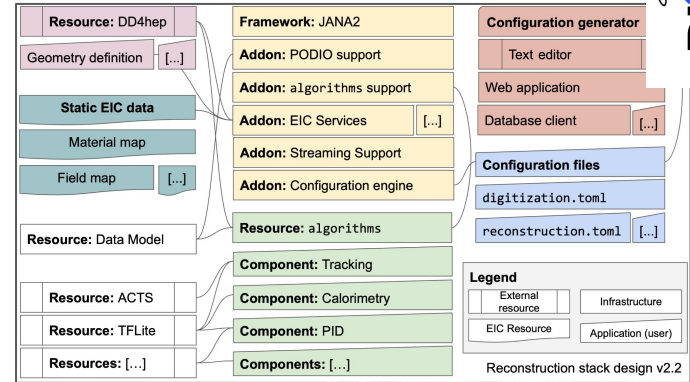 Resource: DD4hep
Geometry definition
[...]
Static EIC data
Material map
Field map
[...]
Resource: Data Model
Resource: ACTS
Resource: TFLite
Resources: [...]
Framework: JANA2
Addon: PODIO support
Addon: algorithms support
Addon: EIC Services
[...]
Addon: Streaming Support
Addon: Configuration engine
Resource: algorithms
Component: Tracking
Component: Calorimetry
Component: PID
Components: [...]
Configuration generator
Text editor
Web application
Database client
[...]
Configuration files
digitization.toml
reconstruction.toml
[...]
Legend
External
resource
Infrastructure
EIC Resource
Application (user)
Reconstruction stack design v2.2